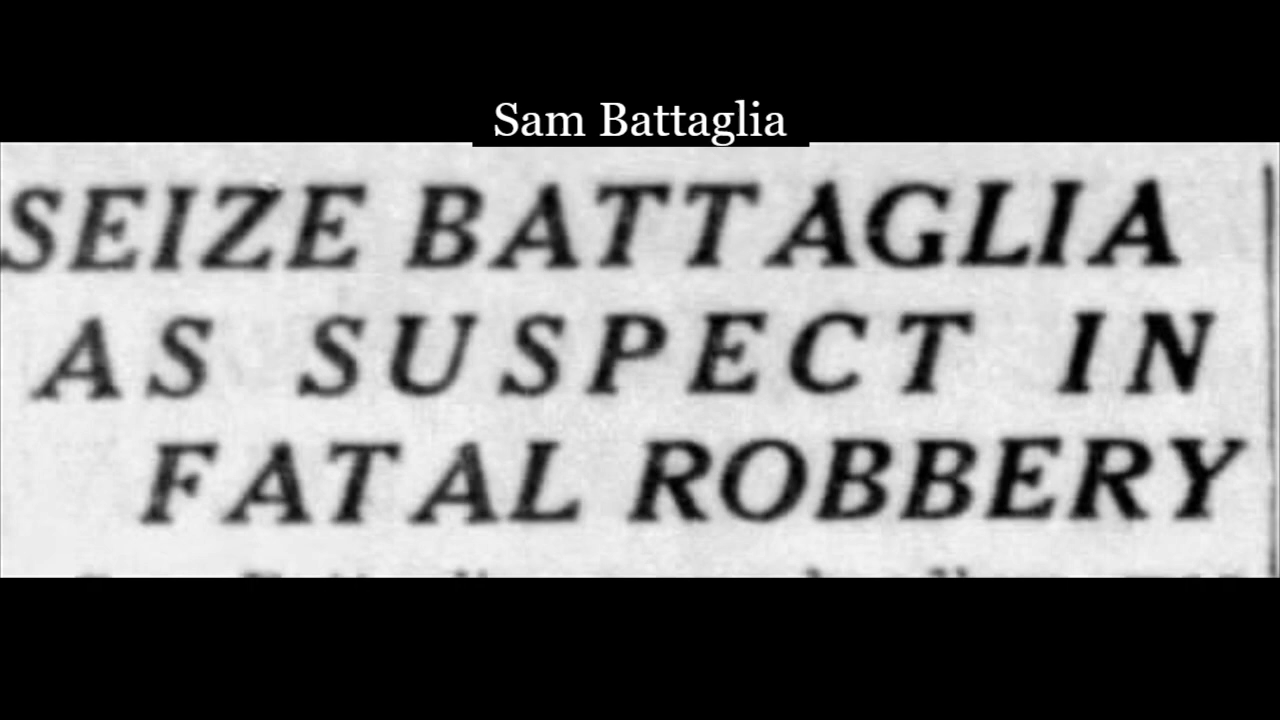 Sam Battaglia
SEIZE BATTAGLIA
AS SUSPECT IN
FATAL ROBBERY